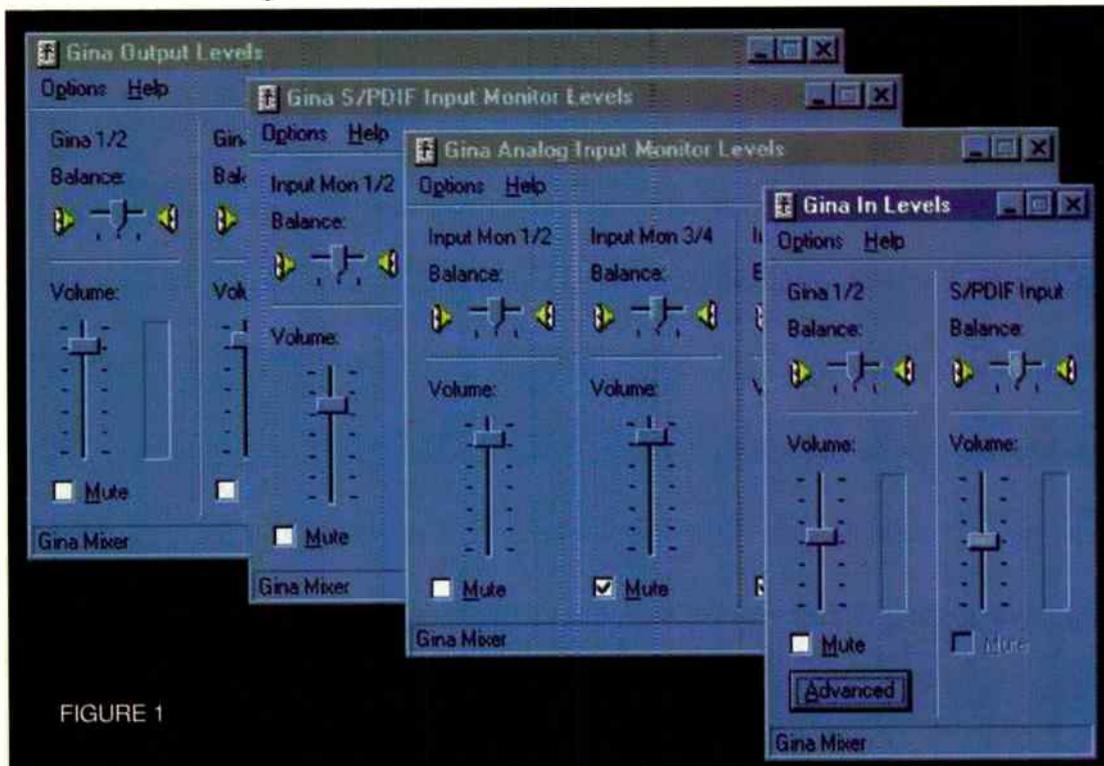 Gina Output Levels
Options Help
Gina 1/2
Balance:
Volume:
Mute
Gina Mixer
Gina S/PDIF Input Monitor Levels
Options Help
Input Mon 1/2
Balance:
Volume:
Mute
Gina Mixer
Gina Analog Input Monitor Levels
Options Help
Input Mon 1/2 Input Mon 3/4
Balance: Balance:
Volume: Volume:
Mute Mute
Gina Mixer
Gina In Levels
Options Help
Gina 1/2 S/PDIF Input
Balance: Balance:
Volume: Volume:
Mute Mute
Advanced
Gina Mixer
FIGURE 1